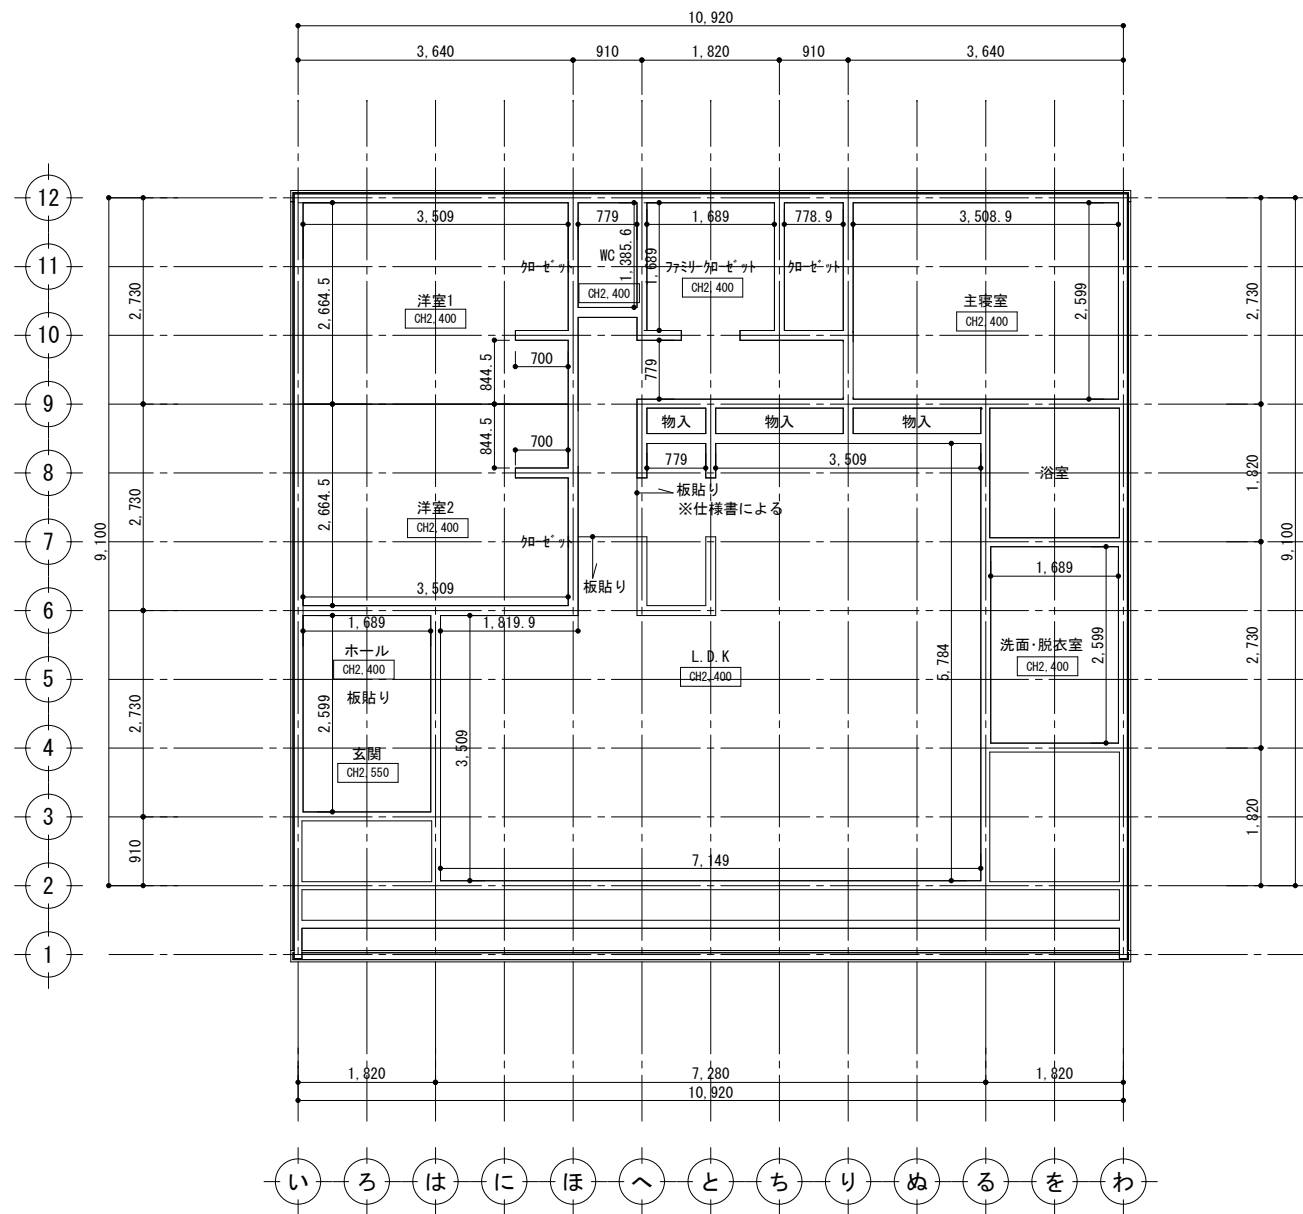 10,920
3,640
910
1,820
910
3,640
12
3,509
779
1,689
778.9
3,508.9
WC
1,385.6
1,689
11
ｸﾛｰｾﾞｯﾄ
ﾌｧﾐﾘｰｸﾛｰｾﾞｯﾄ
ｸﾛｰｾﾞｯﾄ
CH2,400
CH2,400
2,730
2,664.5
洋室1
CH2,400
主寝室
CH2,400
2,599
2,730
10
844.5
700
779
9
844.5
700
物入
物入
物入
8
779
3,509
浴室
1,820
板貼り
※仕様書による
2,730
2,664.5
洋室2
CH2,400
7
ｸﾛｰｾﾞｯﾄ
9,100
9,100
板貼り
1,689
3,509
6
1,689
1,819.9
ホール
CH2,400
L.D.K
CH2,400
5,784
洗面･脱衣室
CH2,400
2,599
2,730
5
板貼り
2,730
2,599
3,509
4
玄関
CH2,550
3
910
1,820
7,149
2
1
1,820
7,280
1,820
10,920
い
ろ
は
に
ほ
へ
と
ち
り
ぬ
る
を
わ